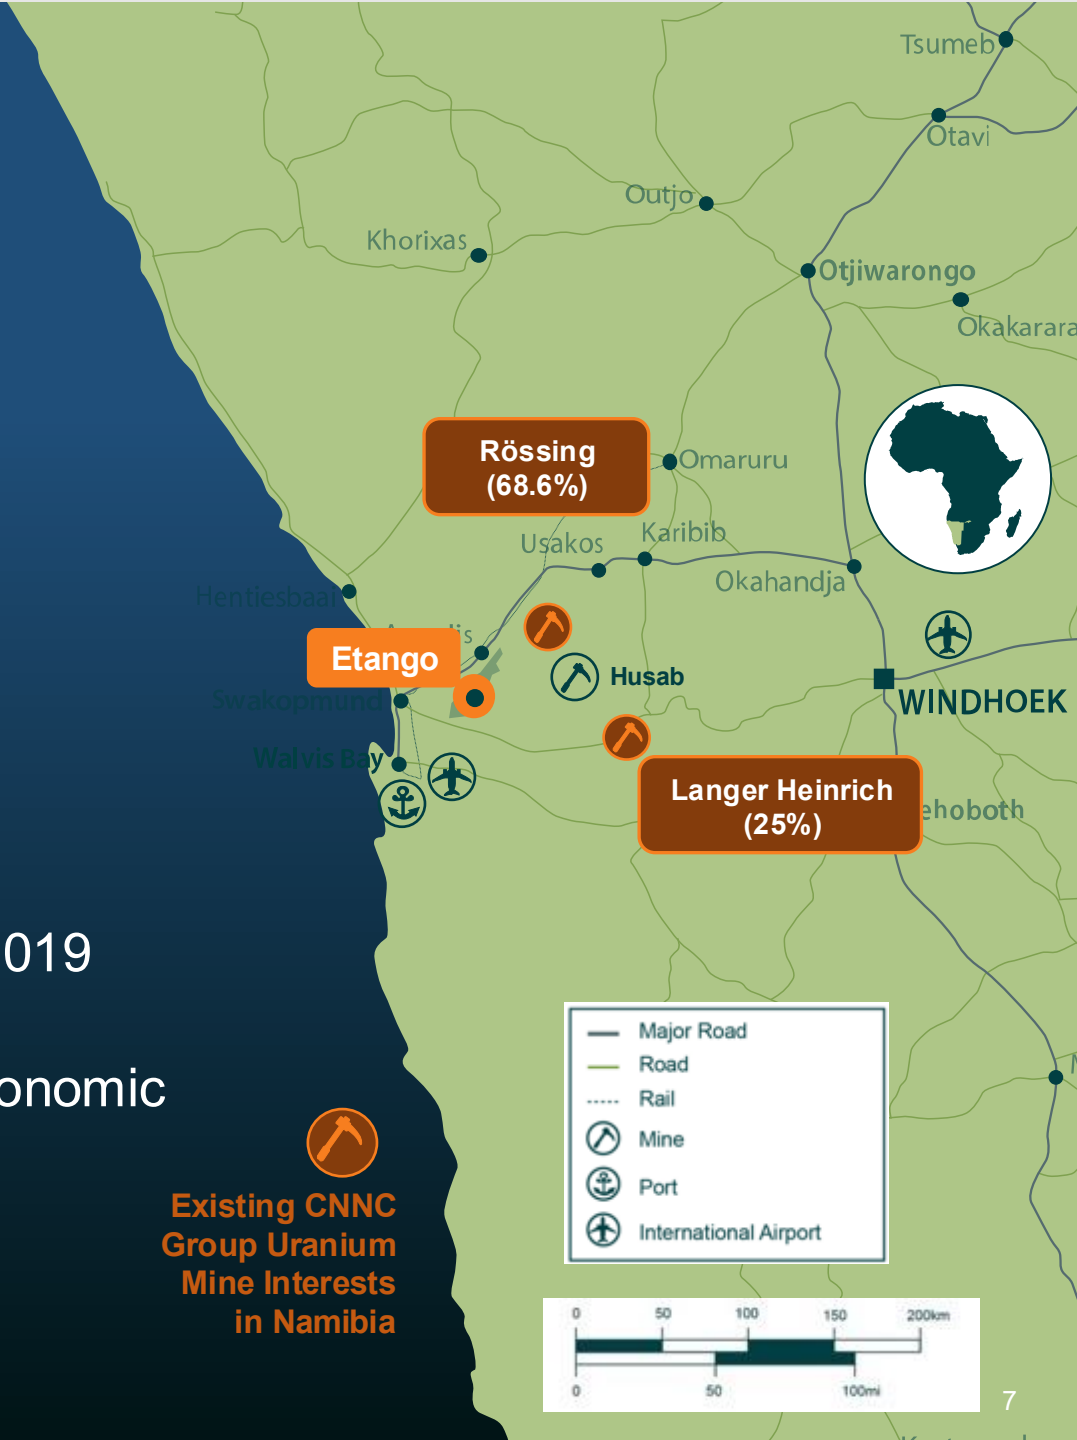 Tsumeb
Otavi
Outjo
Khorixas
Otjiwarongo
Okakarara
Rössing
(68.6%)
Omaruru
Usakos
Karibib
Okahandja
Hentiesbaai
Etango
Husab
Swakopmund
WINDHOEK
Walvis Bay
Langer Heinrich
(25%)
ehoboth
019
onomic
Existing CNNC
Group Uranium
Mine Interests
in Namibia
Major Road
Road
Rail
Mine
Port
International Airport
0 50 100 150 200km
0 50 100mi
7